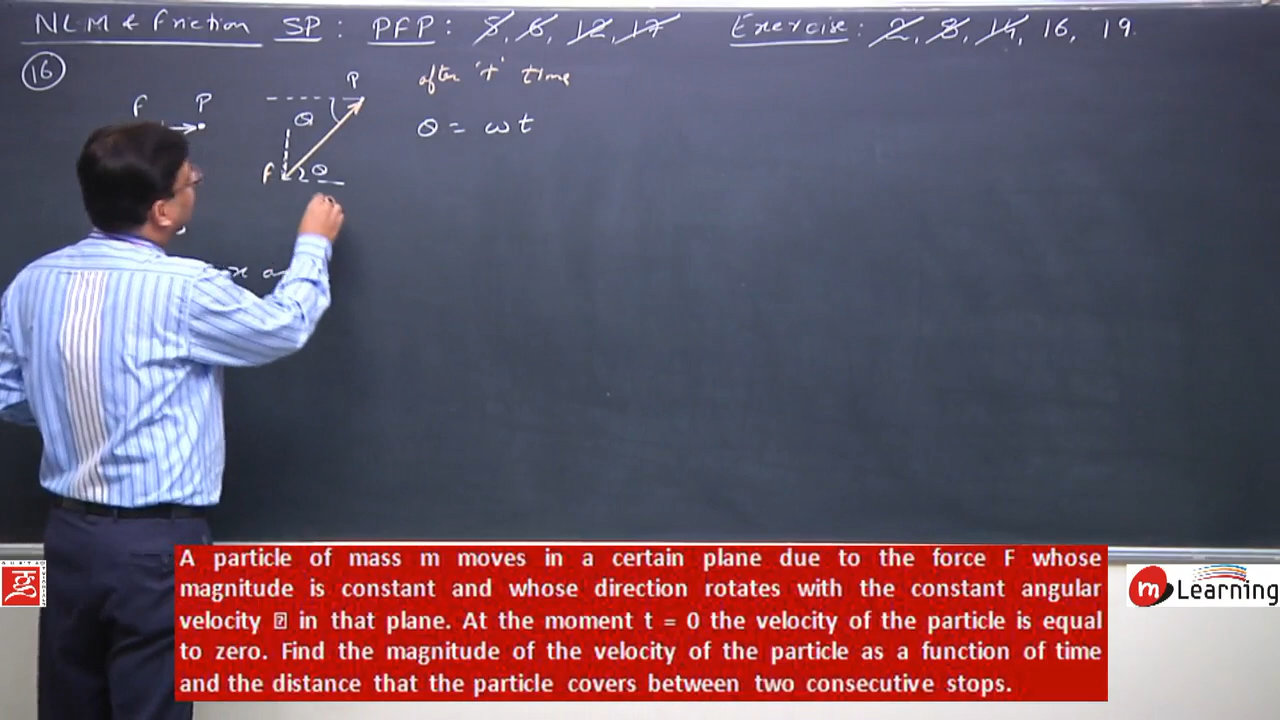 NLM & Friction SP : PFP : 5, 6, 12, 17 Exercise : 2, 8, 14, 16, 19
16
F P
P
θ
F θ
after 't' time
θ = ωt
A particle of mass m moves in a certain plane due to the force F whose
magnitude is constant and whose direction rotates with the constant angular
velocity in that plane. At the moment t = 0 the velocity of the particle is equal
to zero. Find the magnitude of the velocity of the particle as a function of time
and the distance that the particle covers between two consecutive stops.
m Learning